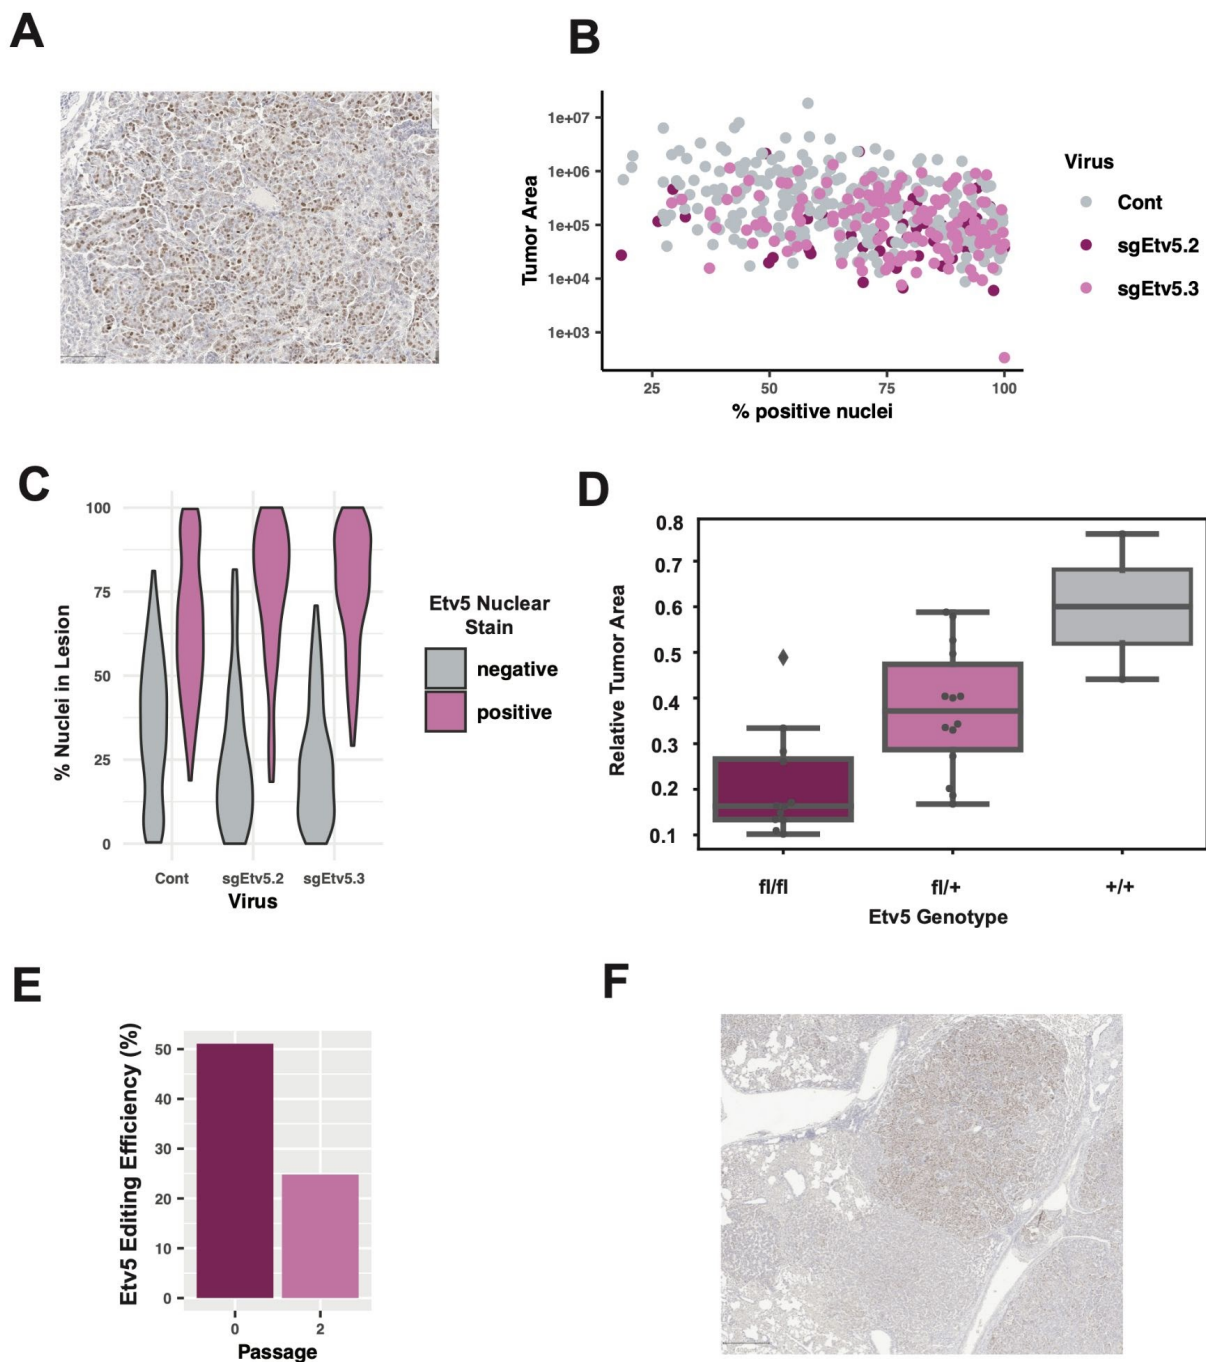 A
B
1e+07
1e+06
1e+05
1e+04
1e+03
Tumor Area
25 50 75 100
% positive nuclei
Virus
Cont
sgEtv5.2
sgEtv5.3
C
100
75
50
25
0
% Nuclei in Lesion
Cont sgEtv5.2 sgEtv5.3
Virus
Etv5 Nuclear
Stain
negative
positive
D
0.8
0.7
0.6
0.5
0.4
0.3
0.2
0.1
Relative Tumor Area
fl/fl fl/+ +/+
Etv5 Genotype
E
50
40
30
20
10
0
Etv5 Editing Efficiency (%)
0 2
Passage
F